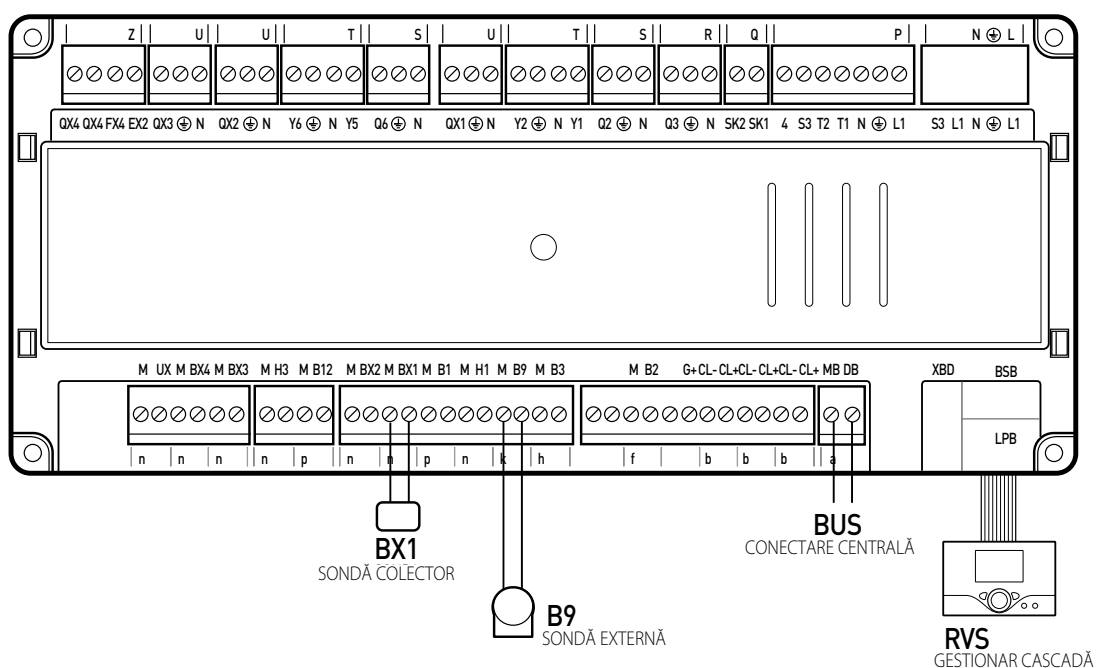 Z U U T S U T S R Q P N ⏚ L
QX4 QX4 FX4 EX2 QX3 ⏚ N QX2 ⏚ N Y6 ⏚ N Y5 Q6 ⏚ N QX1 ⏚ N Y2 ⏚ N Y1 Q2 ⏚ N Q3 ⏚ N SK2 SK1 4 S3 T2 T1 N ⏚ L1 S3 L1 N ⏚ L1
M UX M BX4 M BX3 M H3 M B12 M BX2 M BX1 M B1 M H1 M B9 M B3 M B2 G+ CL- CL+ CL- CL+ CL- CL+ MB DB XBD BSB
LPB
n n n n p n n p n k h f b b b a
BX1
SONDĂ COLECTOR
B9
SONDĂ EXTERNĂ
BUS
CONECTARE CENTRALĂ
RVS
GESTIONAR CASCADĂ